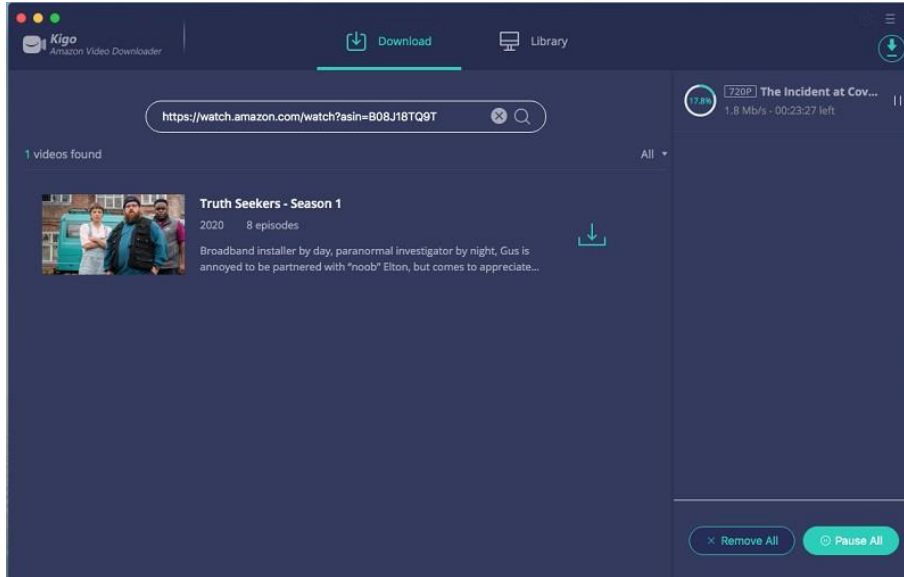 Kigo
Amazon Video Downloader
Download
Library
https://watch.amazon.com/watch?asin=B08J18TQ9T
1 videos found
All
Truth Seekers - Season 1
2020 8 episodes
Broadband installer by day, paranormal investigator by night, Gus is
annoyed to be partnered with “noob” Elton, but comes to appreciate...
17.8%
720P The Incident at Cov...
1.8 Mb/s - 00:23:27 left
Remove All
Pause All